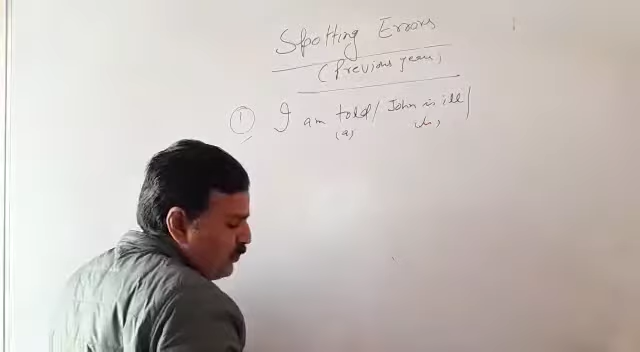 Spotting Errors
(Previous years)
① I am told/ John is ill/
(a) (b)